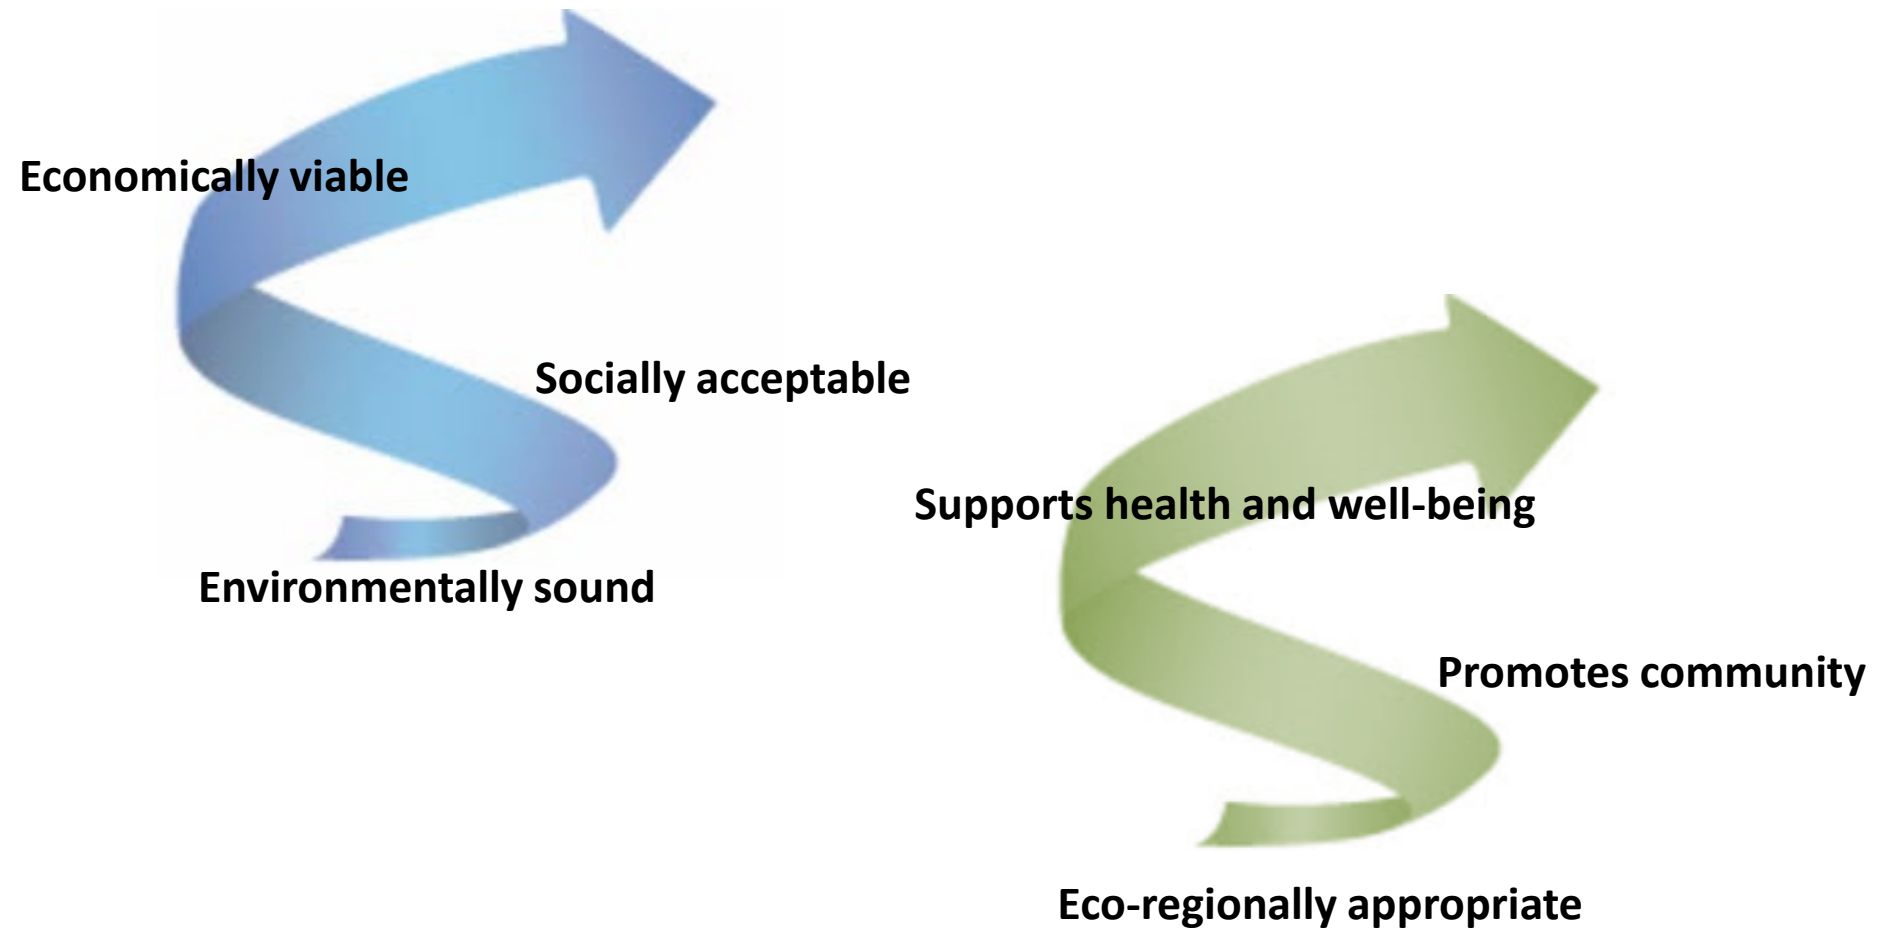 Economically viable
Socially acceptable
Supports health and well-being
Environmentally sound
Promotes community
Eco-regionally appropriate